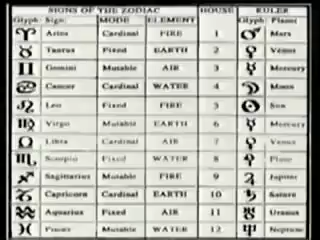 SIGNS OF THE ZODIAC HOUSE RULER
Glyph Sign: MODE ELEMENT Glyph Planet
♈ Aries Cardinal FIRE 1 ♂ Mars
♉ Taurus Fixed EARTH 2 ♀ Venus
♊ Gemini Mutable AIR 3 ☿ Mercury
♋ Cancer Cardinal WATER 4 Moon
♌ Leo Fixed FIRE 5 Sun
♍ Virgo Mutable EARTH 6 ☿ Mercury
♎ Libra Cardinal AIR 7 ♀ Venus
♏ Scorpio Fixed WATER 8 Pluto
♐ Sagittarius Mutable FIRE 9 ♃ Jupiter
♑ Capricorn Cardinal EARTH 10 ♄ Saturn
♒ Aquarius Fixed AIR 11 ♅ Uranus
♓ Pisces Mutable WATER 12 ♆ Neptune